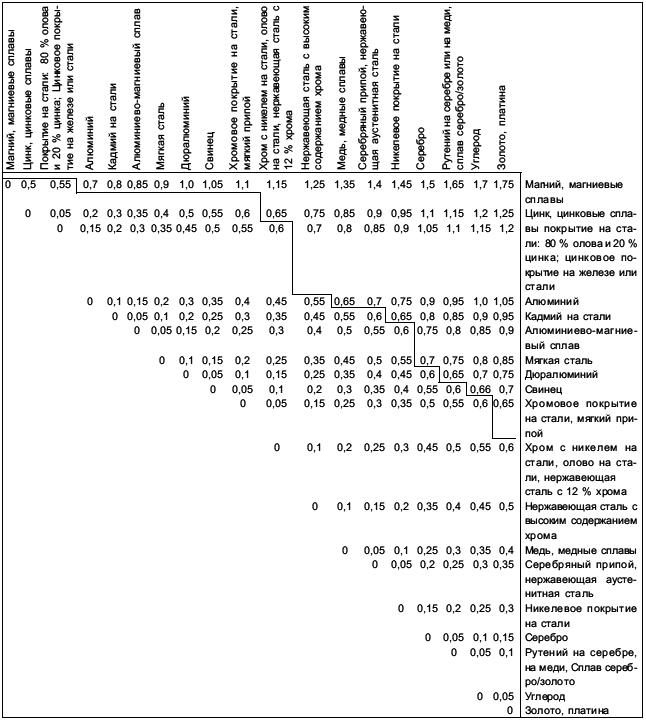 Магний, магниевые сплавы
Цинк, цинковые сплавы
Покрытие на стали: 80 % олова
и 20 % цинка; Цинковое покры-
тие на железе или стали
Алюминий
Кадмий на стали
Алюминиево-магниевый сплав
Мягкая сталь
Дюралюминий
Свинец
Хромовое покрытие на стали,
мягкий припой
Хром с никелем на стали, олово
на стали, нержавеющая сталь с
12 % хрома
Нержавеющая сталь с высоким
содержанием хрома
Медь, медные сплавы
Серебряный припой, нержавею-
щая аустенитная сталь
Никелевое покрытие на стали
Серебро
Рутений на серебре или на меди,
сплав серебро/золото
Углерод
Золото, платина
0 0,5 0,55 0,7 0,8 0,85 0,9 1,0 1,05 1,1 1,15 1,25 1,35 1,4 1,45 1,5 1,65 1,7 1,75 Магний, магниевые
сплавы
0 0,05 0,2 0,3 0,35 0,4 0,5 0,55 0,6 0,65 0,75 0,85 0,9 0,95 1,1 1,15 1,2 1,25 Цинк, цинковые спла-
0 0,15 0,2 0,3 0,35 0,45 0,5 0,55 0,6 0,7 0,8 0,85 0,9 1,05 1,1 1,15 1,2 вы покрытие на ста-
ли: 80 % олова и 20 %
цинка; цинковое по-
крытие на железе или
стали
0 0,1 0,15 0,2 0,3 0,35 0,4 0,45 0,55 0,65 0,7 0,75 0,9 0,95 1,0 1,05 Алюминий
0 0,05 0,1 0,2 0,3 0,3 0,35 0,45 0,55 0,6 0,65 0,8 0,85 0,9 0,95 Кадмий на стали
0 0,05 0,15 0,2 0,25 0,3 0,4 0,5 0,55 0,6 0,75 0,8 0,85 0,9 Алюминиево-магние-
вый сплав
0 0,1 0,15 0,2 0,25 0,35 0,45 0,5 0,55 0,7 0,75 0,8 0,85 Мягкая сталь
0 0,05 0,1 0,15 0,25 0,35 0,4 0,45 0,6 0,65 0,7 0,75 Дюралюминий
0 0,05 0,1 0,2 0,3 0,35 0,4 0,55 0,6 0,66 0,7 Свинец
0 0,05 0,15 0,25 0,3 0,35 0,5 0,55 0,6 0,65 Хромовое покрытие
на стали, мягкий при-
пой
0 0,1 0,2 0,25 0,3 0,45 0,5 0,55 0,6 Хром с никелем на
стали, олово на ста-
ли, нержавеющая
сталь с 12 % хрома
0 0,1 0,15 0,2 0,35 0,4 0,45 0,5 Нержавеющая сталь с
высоким содержанием
хрома
0 0,05 0,1 0,25 0,3 0,35 0,4 Медь, медные сплавы
0 0,05 0,2 0,25 0,3 0,35 Серебряный припой,
нержавеющая аусте-
нитная сталь
0 0,15 0,2 0,25 0,3 Никелевое покрытие
на стали
0 0,05 0,1 0,15 Серебро
0 0,05 0,1 Рутений на серебре,
на меди, Сплав сереб-
ро/золото
0 0,05 Углерод
0 Золото, платина